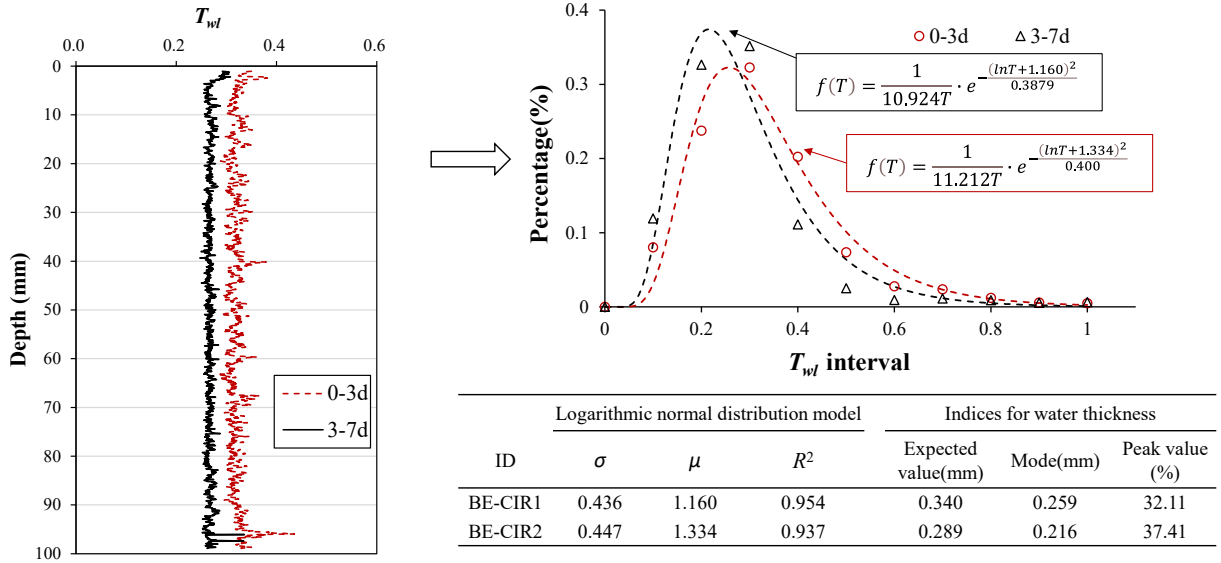 T_wl
0.0 0.2 0.4 0.6
0
10
20
30
40
50
60
70
80
90
100
Depth (mm)
0-3d
3-7d
0.4
0.3
0.2
0.1
0
Percentage(%)
0-3d 3-7d
f(T) = 1/(10.924T) · e^(-(lnT+1.160)²/0.3879)
f(T) = 1/(11.212T) · e^(-(lnT+1.334)²/0.400)
0 0.2 0.4 0.6 0.8 1
T_wl interval
Logarithmic normal distribution model Indices for water thickness
ID σ μ R² Expected value(mm) Mode(mm) Peak value (%)
BE-CIR1 0.436 1.160 0.954 0.340 0.259 32.11
BE-CIR2 0.447 1.334 0.937 0.289 0.216 37.41